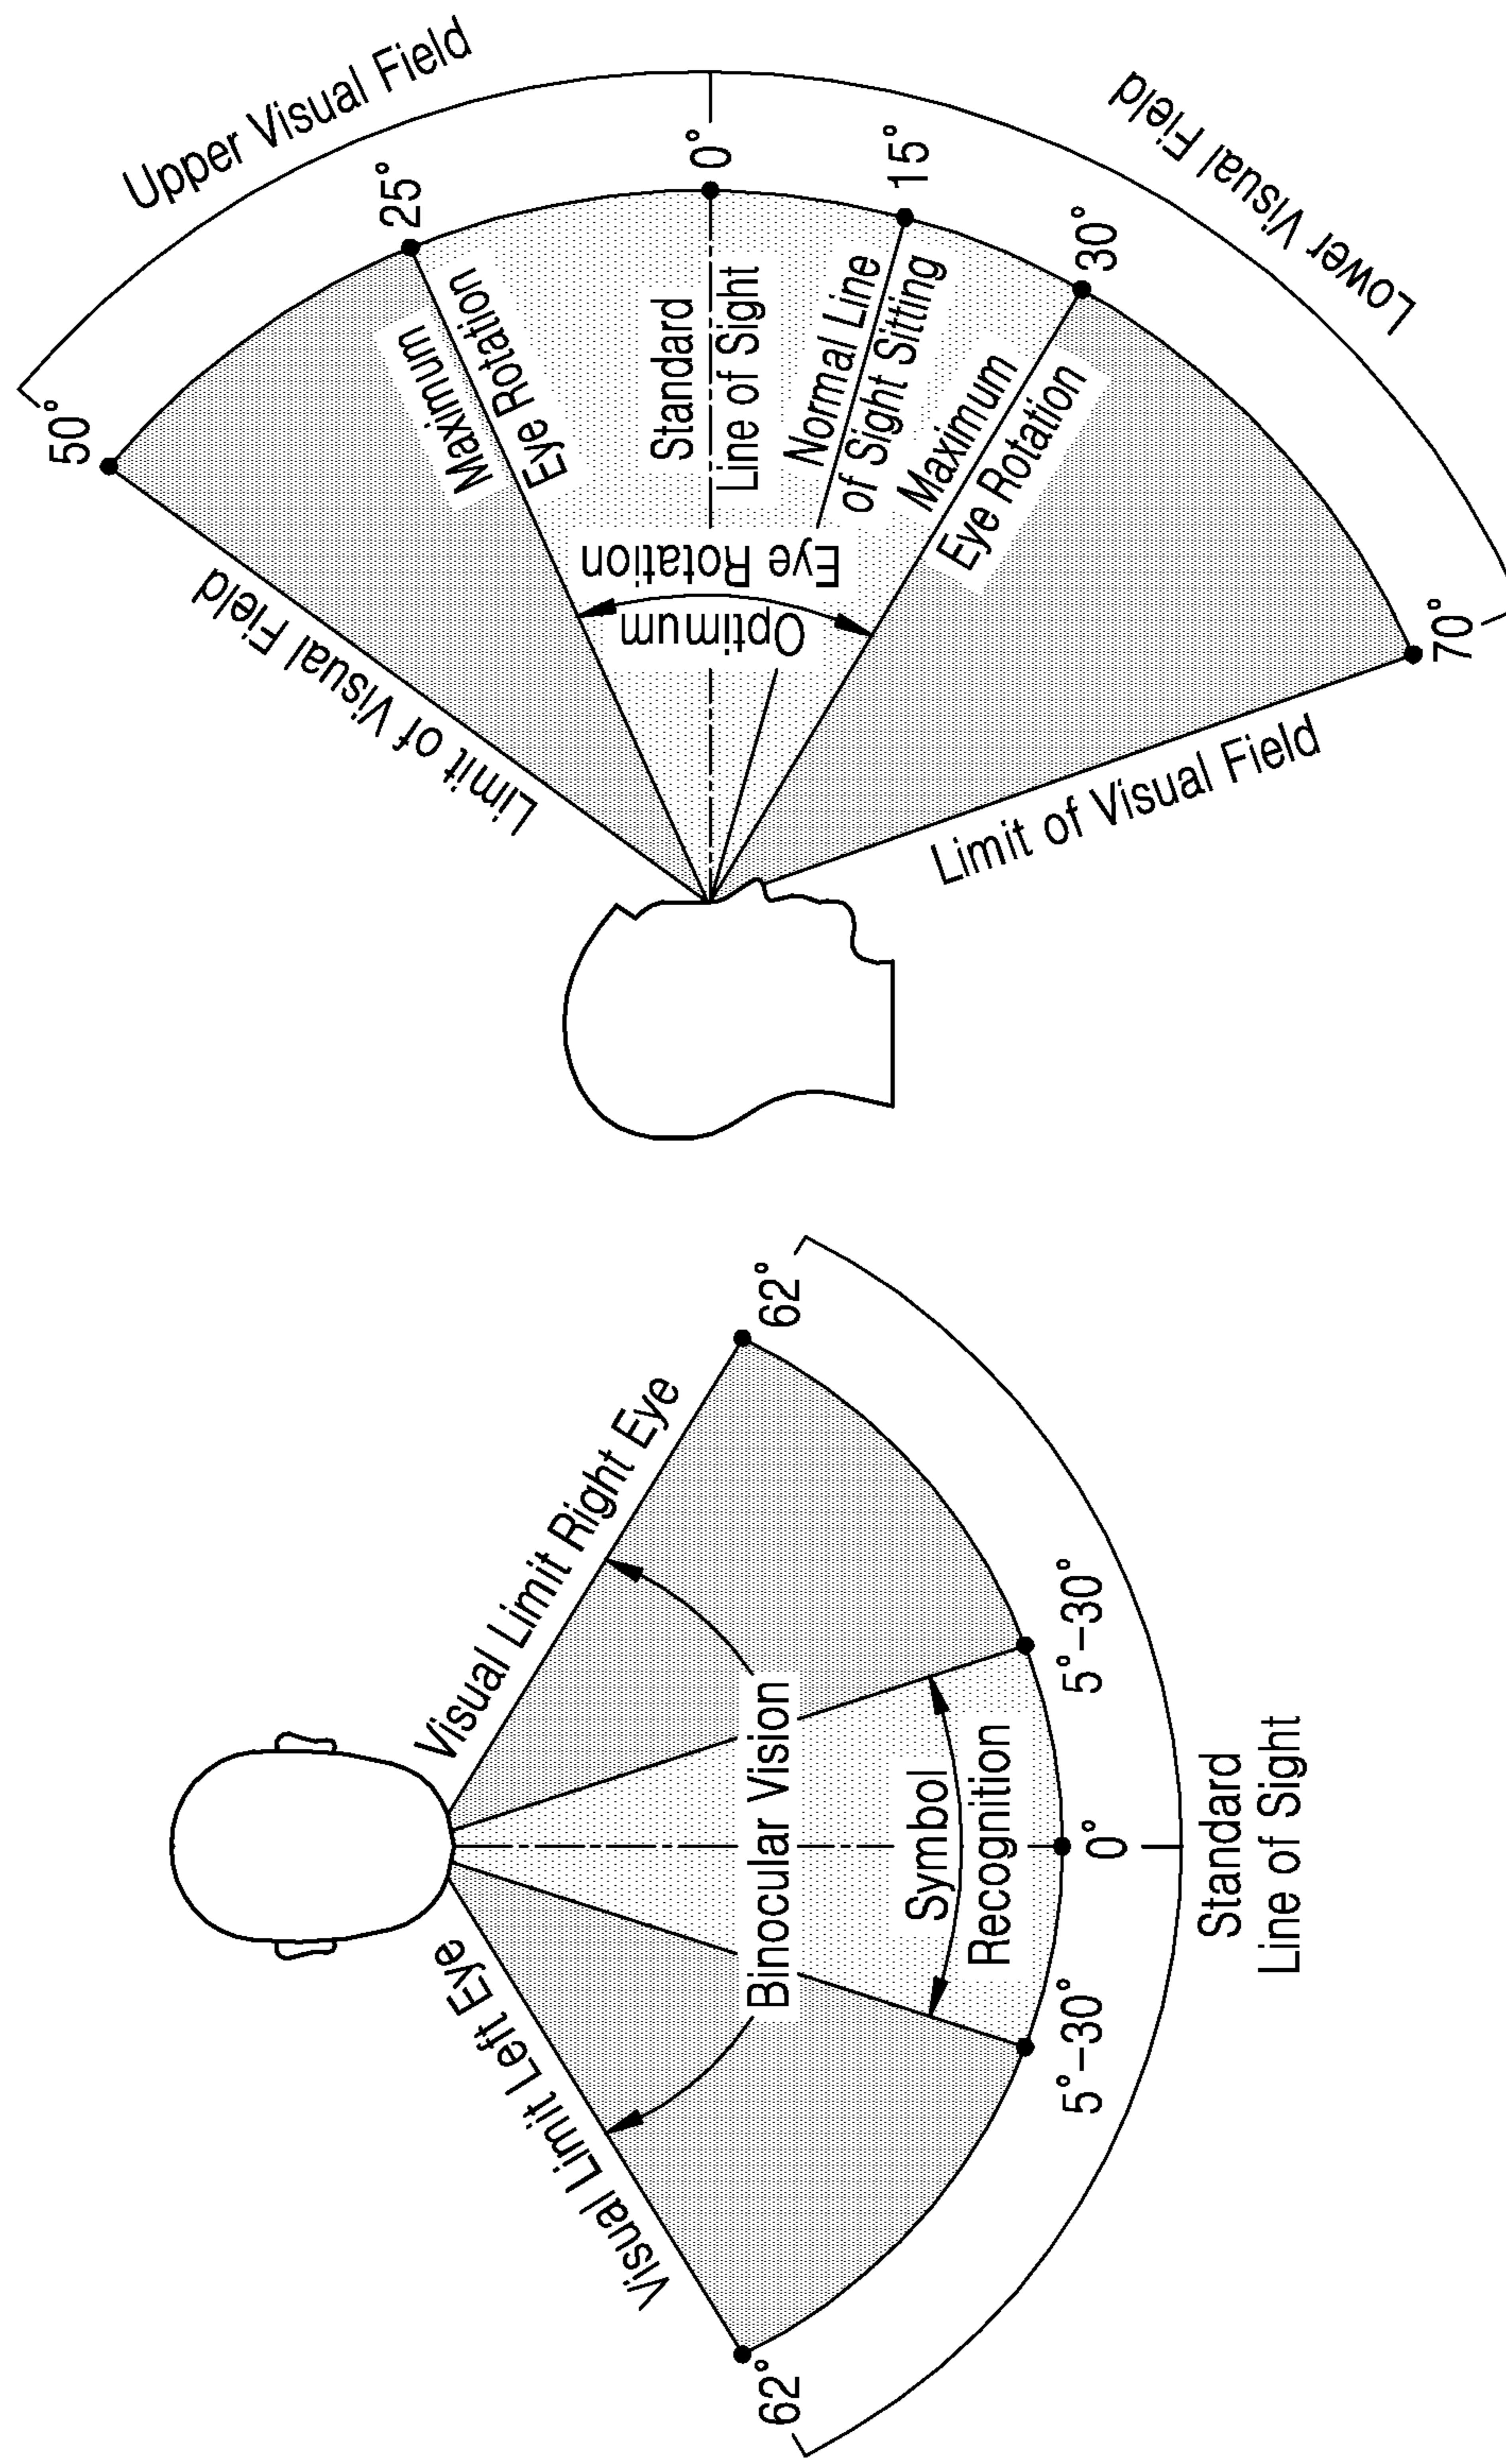 Upper Visual Field
50°
25°
0°
15°
30°
70°
Lower Visual Field
Limit of Visual Field
Maximum
Eye Rotation
Standard
Line of Sight
Normal Line
of Sight Sitting
Maximum
Eye Rotation
Optimum
Eye Rotation
Limit of Visual Field
Visual Limit Left Eye
Visual Limit Right Eye
62°
62°
Binocular Vision
Symbol
Recognition
5°–30°
0°
5°–30°
Standard
Line of Sight